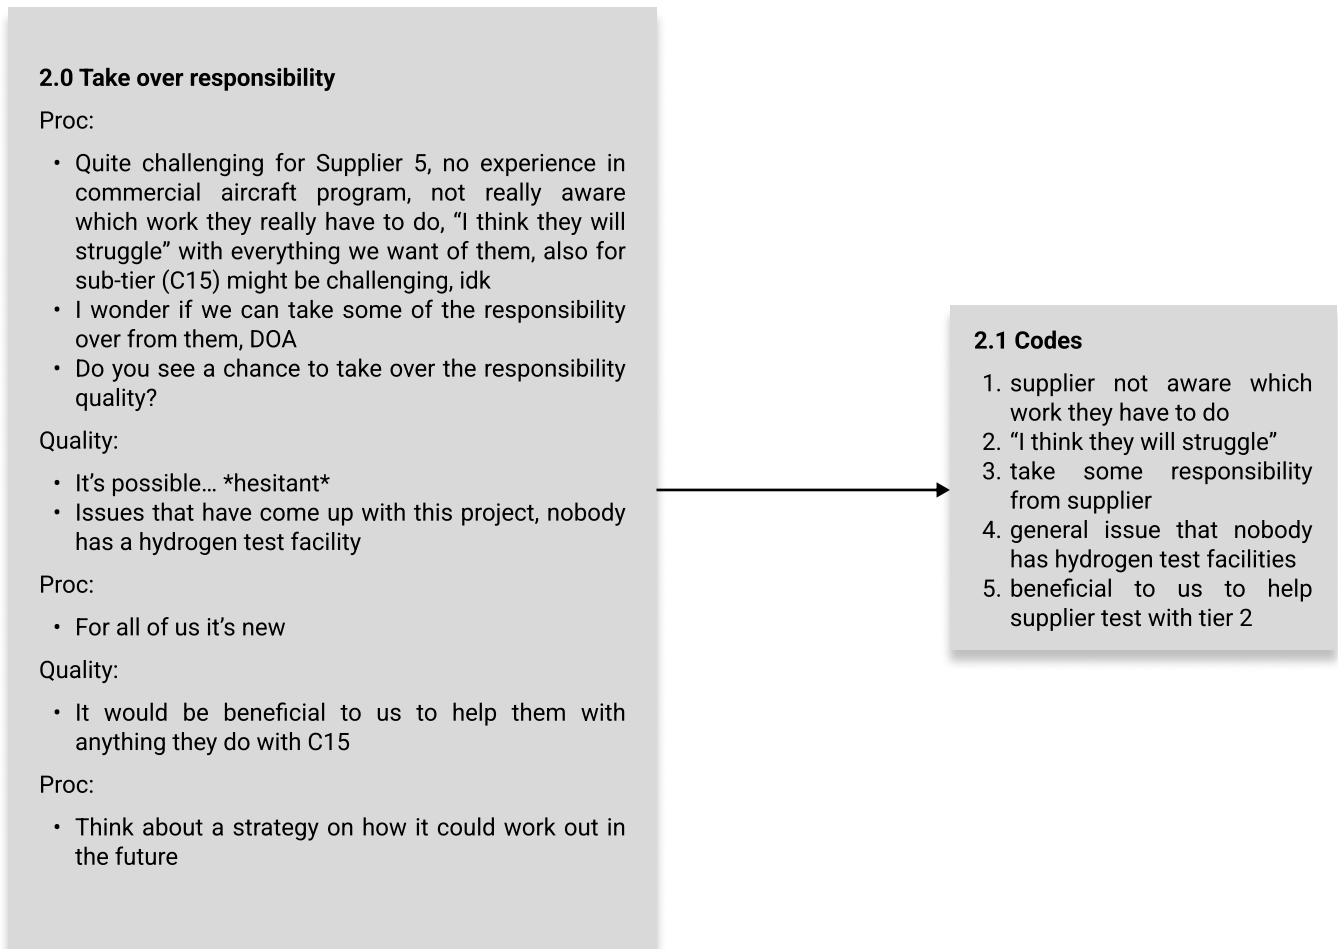 2.0 Take over responsibility
Proc:
• Quite challenging for Supplier 5, no experience in
commercial aircraft program, not really aware
which work they really have to do, “I think they will
struggle” with everything we want of them, also for
sub-tier (C15) might be challenging, idk
• I wonder if we can take some of the responsibility
over from them, DOA
• Do you see a chance to take over the responsibility
quality?
Quality:
• It’s possible… *hesitant*
• Issues that have come up with this project, nobody
has a hydrogen test facility
Proc:
• For all of us it’s new
Quality:
• It would be beneficial to us to help them with
anything they do with C15
Proc:
• Think about a strategy on how it could work out in
the future
2.1 Codes
1. supplier not aware which
work they have to do
2. “I think they will struggle”
3. take some responsibility
from supplier
4. general issue that nobody
has hydrogen test facilities
5. beneficial to us to help
supplier test with tier 2